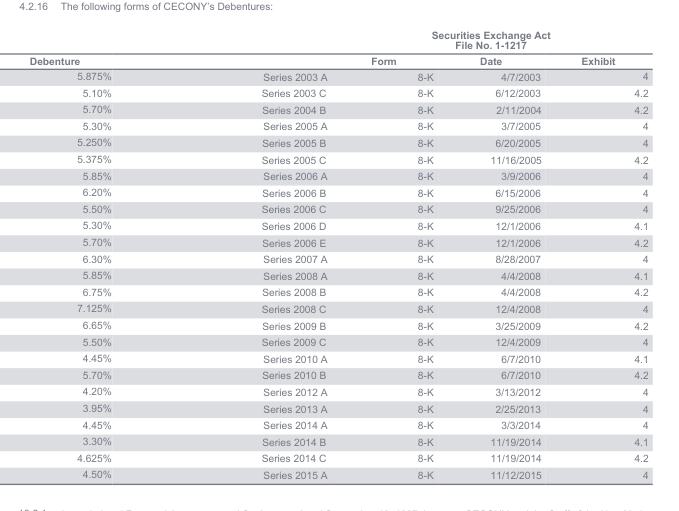 4.2.16 The following forms of CECONY's Debentures:
Securities Exchange Act
File No. 1-1217
Debenture Form Date Exhibit
5.875% Series 2003 A 8-K 4/7/2003 4
5.10% Series 2003 C 8-K 6/12/2003 4.2
5.70% Series 2004 B 8-K 2/11/2004 4.2
5.30% Series 2005 A 8-K 3/7/2005 4
5.250% Series 2005 B 8-K 6/20/2005 4
5.375% Series 2005 C 8-K 11/16/2005 4.2
5.85% Series 2006 A 8-K 3/9/2006 4
6.20% Series 2006 B 8-K 6/15/2006 4
5.50% Series 2006 C 8-K 9/25/2006 4
5.30% Series 2006 D 8-K 12/1/2006 4.1
5.70% Series 2006 E 8-K 12/1/2006 4.2
6.30% Series 2007 A 8-K 8/28/2007 4
5.85% Series 2008 A 8-K 4/4/2008 4.1
6.75% Series 2008 B 8-K 4/4/2008 4.2
7.125% Series 2008 C 8-K 12/4/2008 4
6.65% Series 2009 B 8-K 3/25/2009 4.2
5.50% Series 2009 C 8-K 12/4/2009 4
4.45% Series 2010 A 8-K 6/7/2010 4.1
5.70% Series 2010 B 8-K 6/7/2010 4.2
4.20% Series 2012 A 8-K 3/13/2012 4
3.95% Series 2013 A 8-K 2/25/2013 4
4.45% Series 2014 A 8-K 3/3/2014 4
3.30% Series 2014 B 8-K 11/19/2014 4.1
4.625% Series 2014 C 8-K 11/19/2014 4.2
4.50% Series 2015 A 8-K 11/12/2015 4